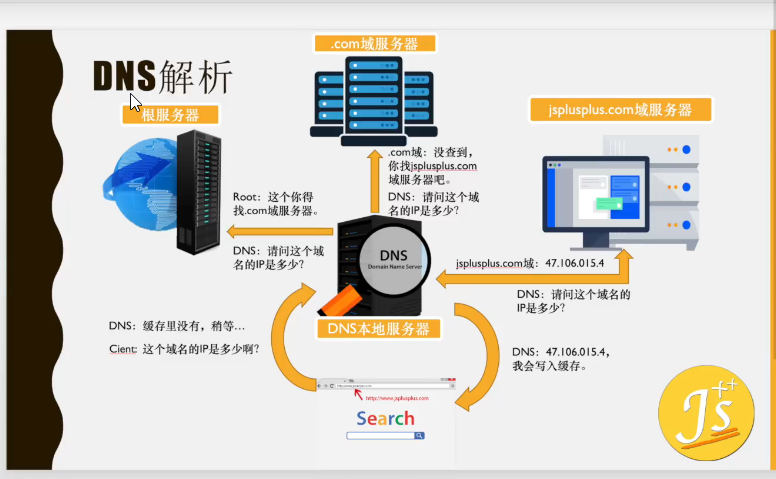 DNS解析
.com域服务器
根服务器
jsplusplus.com域服务器
.com域：没查到，
你找jsplusplus.com
域服务器吧。
DNS：请问这个域
名的IP是多少？
Root：这个你得
找.com域服务器。
DNS：请问这个域
名的IP是多少？
DNS
Domain Name Server
jsplusplus.com域：47.106.015.4
DNS：请问这个域名的
IP是多少？
DNS本地服务器
DNS：缓存里没有，稍等…
Cient：这个域名的IP是多少啊？
DNS：47.106.015.4，
我会写入缓存。
http://www.jsplusplus.com
Search
Js++